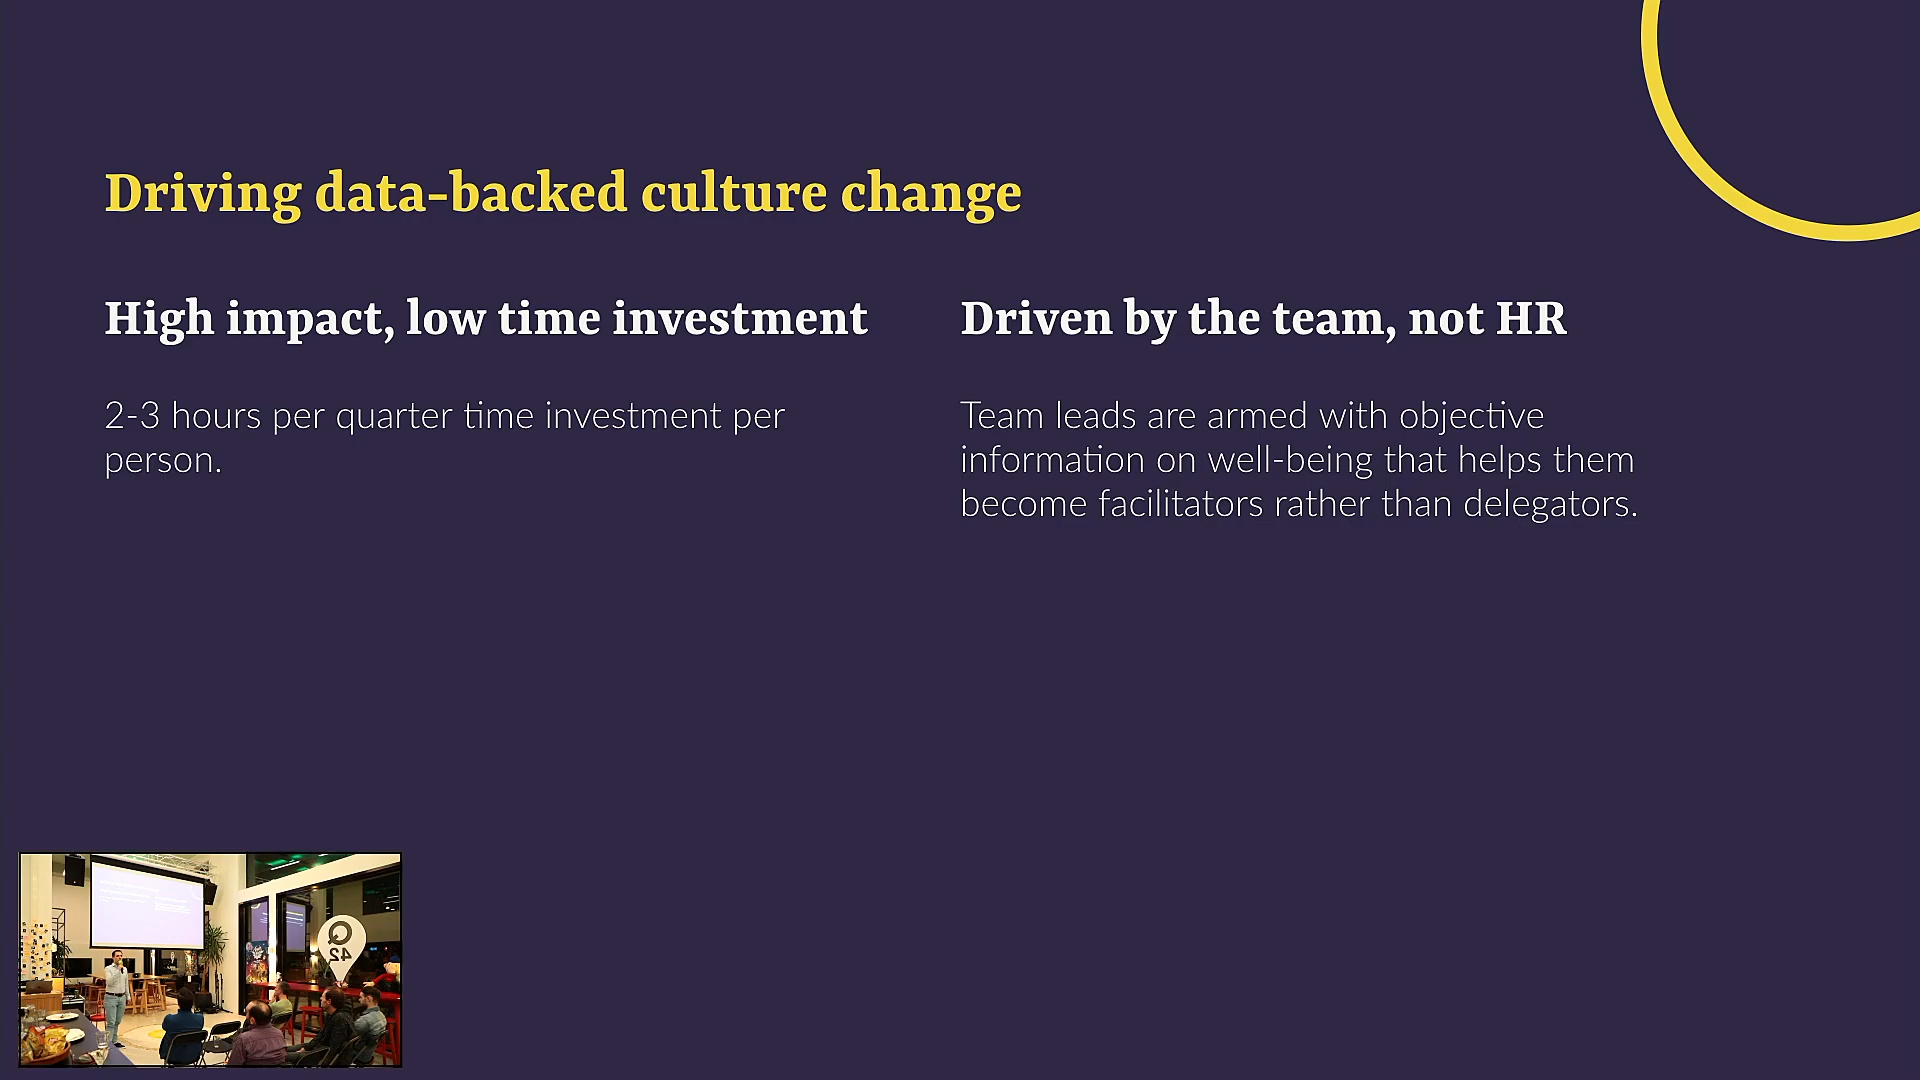 Driving data-backed culture change
High impact, low time investment
2-3 hours per quarter time investment per
person.
Driven by the team, not HR
Team leads are armed with objective
information on well-being that helps them
become facilitators rather than delegators.
Q
42